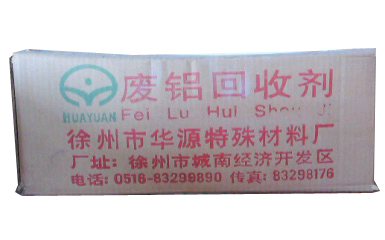 废铝回收剂
HUAYUAN Fei Lu Hui Shou Ji
徐州市华源特殊材料厂
厂址: 徐州市城南经济开发区
电话: 0516-83299890 传真: 83298176